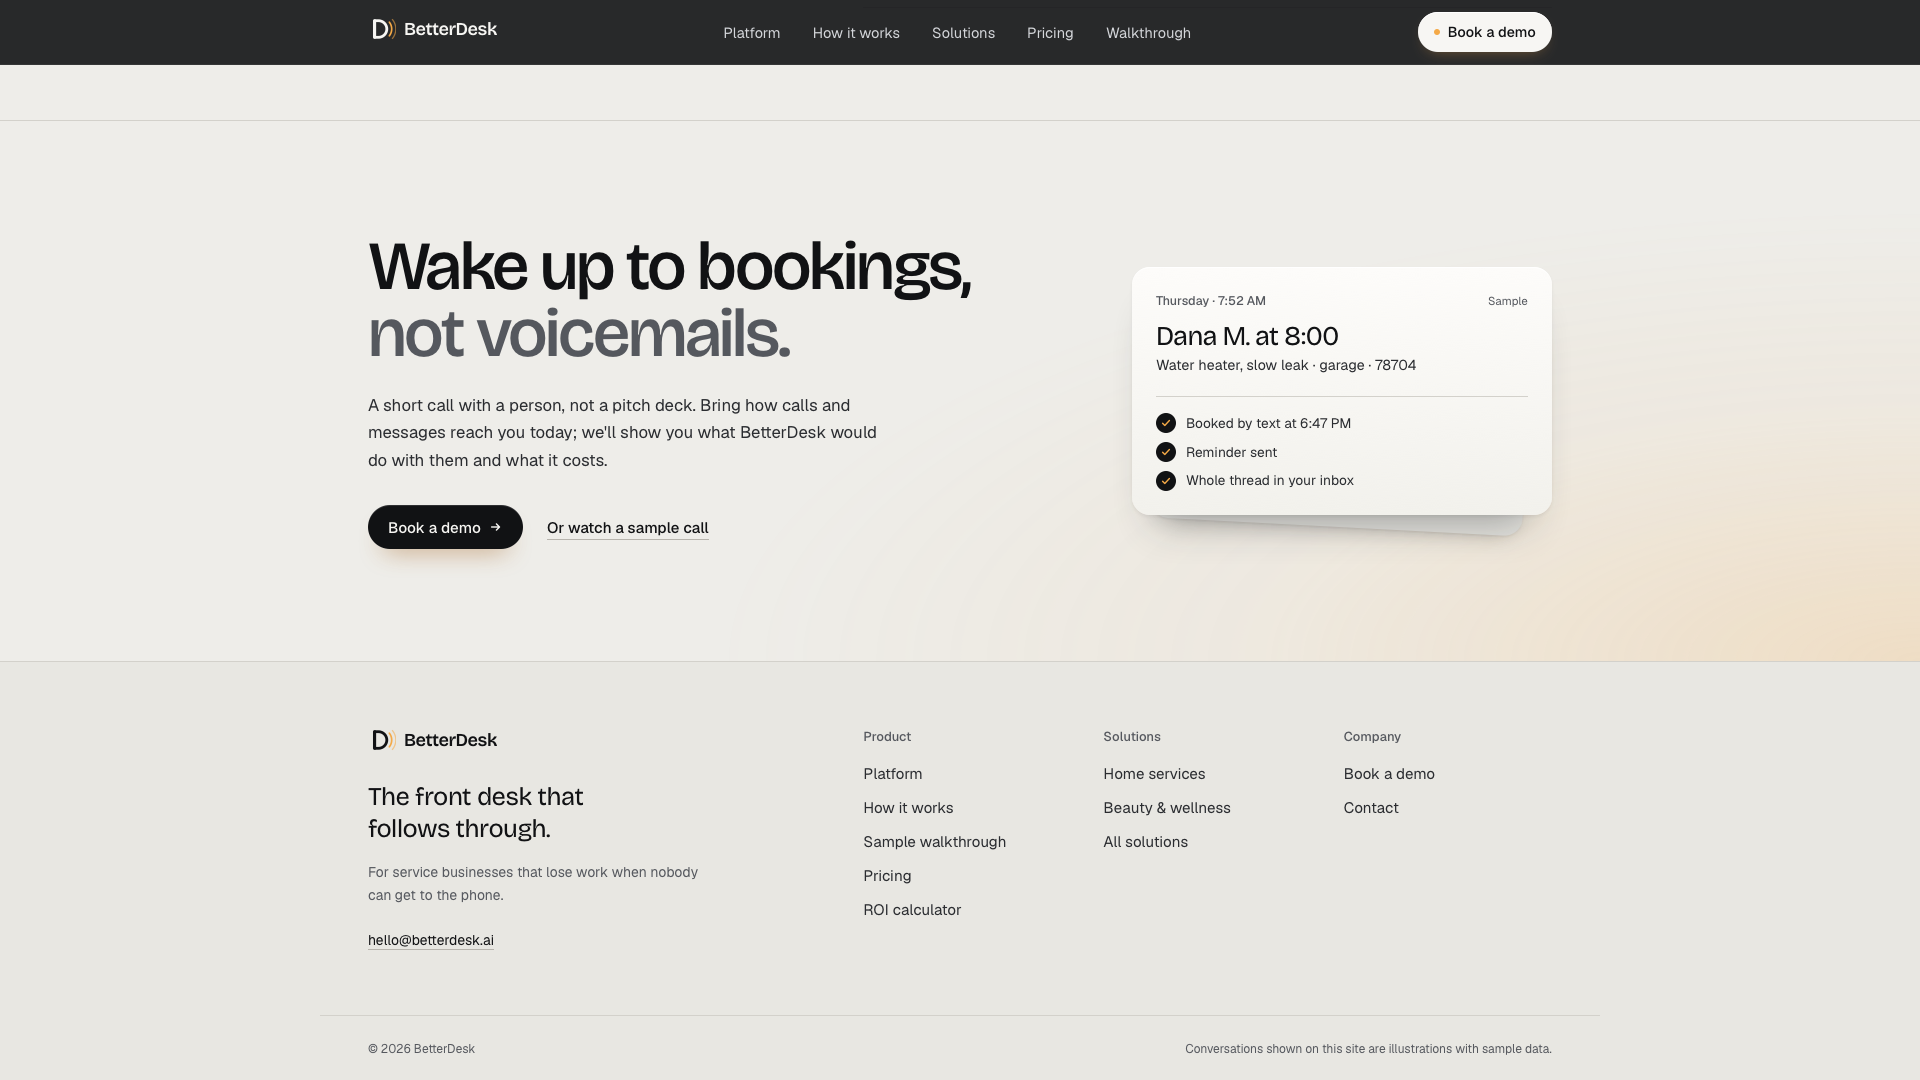 BetterDesk
Platform
How it works
Solutions
Pricing
Walkthrough
Book a demo
Wake up to bookings,
not voicemails.
A short call with a person, not a pitch deck. Bring how calls and
messages reach you today; we'll show you what BetterDesk would
do with them and what it costs.
Book a demo →
Or watch a sample call
Thursday · 7:52 AM
Sample
Dana M. at 8:00
Water heater, slow leak · garage · 78704
Booked by text at 6:47 PM
Reminder sent
Whole thread in your inbox
BetterDesk
The front desk that
follows through.
For service businesses that lose work when nobody
can get to the phone.
hello@betterdesk.ai
Product
Platform
How it works
Sample walkthrough
Pricing
ROI calculator
Solutions
Home services
Beauty & wellness
All solutions
Company
Book a demo
Contact
© 2026 BetterDesk
Conversations shown on this site are illustrations with sample data.